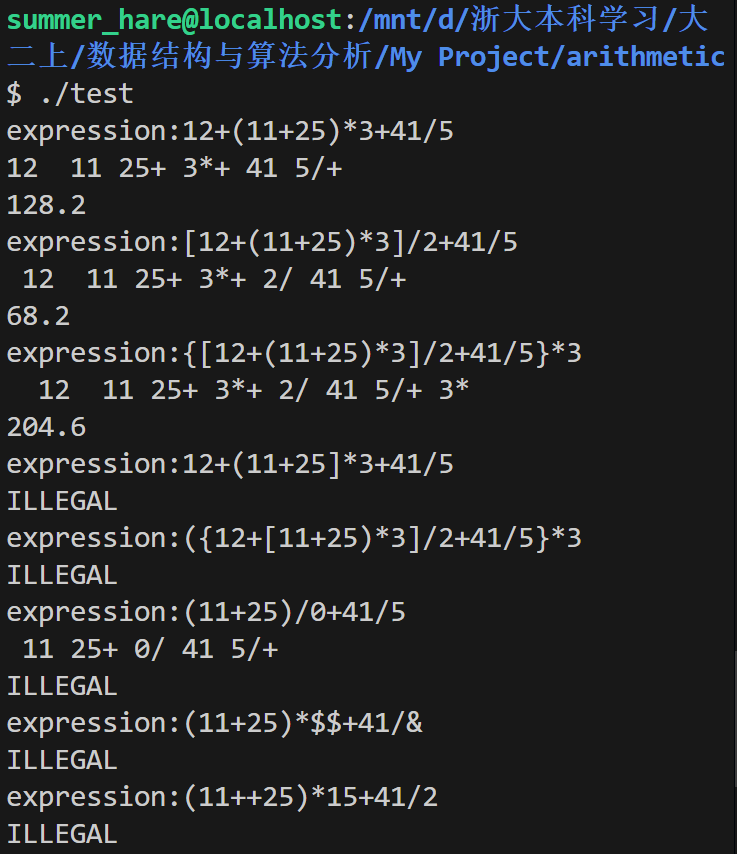 summer_hare@localhost:/mnt/d/浙大本科学习/大
二上/数据结构与算法分析/My Project/arithmetic
$ ./test
expression:12+(11+25)*3+41/5
12  11 25+ 3*+ 41 5/+
128.2
expression:[12+(11+25)*3]/2+41/5
 12  11 25+ 3*+ 2/ 41 5/+
68.2
expression:{[12+(11+25)*3]/2+41/5}*3
  12  11 25+ 3*+ 2/ 41 5/+ 3*
204.6
expression:12+(11+25]*3+41/5
ILLEGAL
expression:({12+[11+25)*3]/2+41/5}*3
ILLEGAL
expression:(11+25)/0+41/5
 11 25+ 0/ 41 5/+
ILLEGAL
expression:(11+25)*$$+41/&
ILLEGAL
expression:(11++25)*15+41/2
ILLEGAL